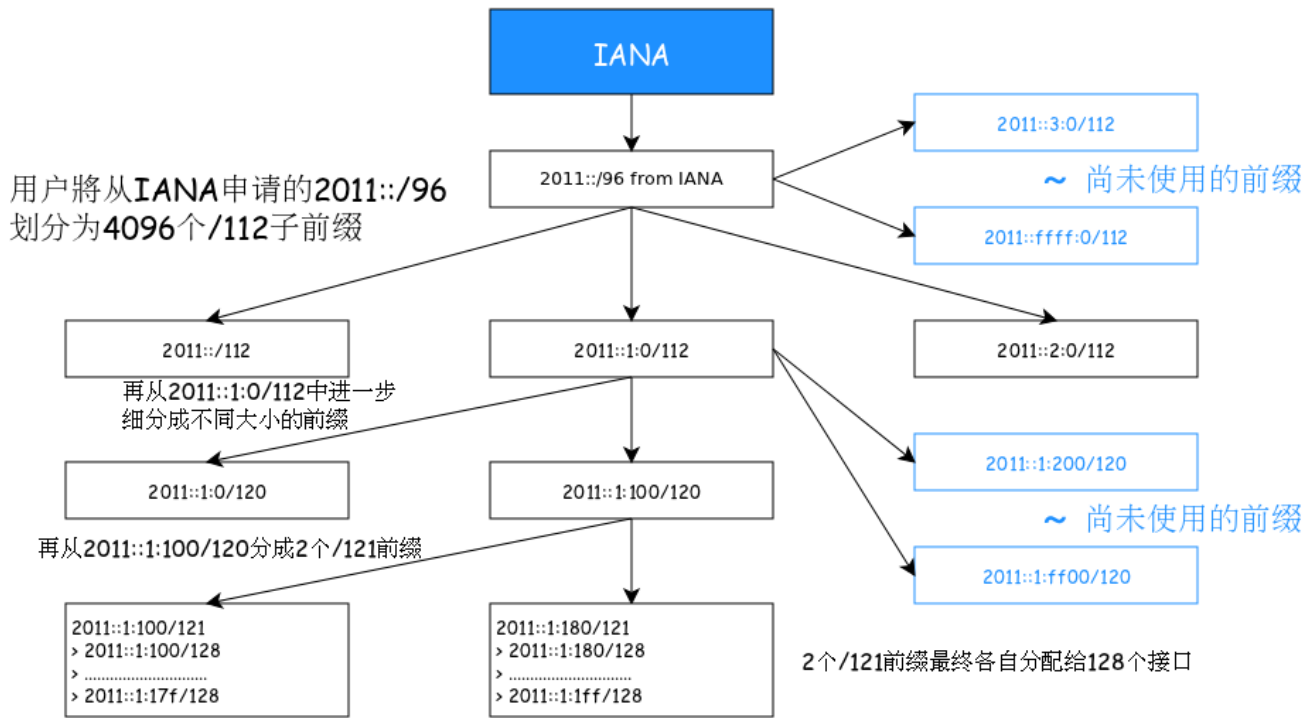 IANA
2011::3:0/112
2011::/96 from IANA
~ 尚未使用的前缀
用户將从IANA申请的2011::/96
划分为4096个/112子前缀
2011::ffff:0/112
2011::/112
2011::1:0/112
2011::2:0/112
再从2011::1:0/112中进一步
细分成不同大小的前缀
2011::1:0/120
2011::1:100/120
2011::1:200/120
~ 尚未使用的前缀
再从2011::1:100/120分成2个/121前缀
2011::1:ff00/120
2011::1:100/121
> 2011::1:100/128
> ..............................
> 2011::1:17f/128
2011::1:180/121
> 2011::1:180/128
> ..............................
> 2011::1:1ff/128
2个/121前缀最终各自分配给128个接口